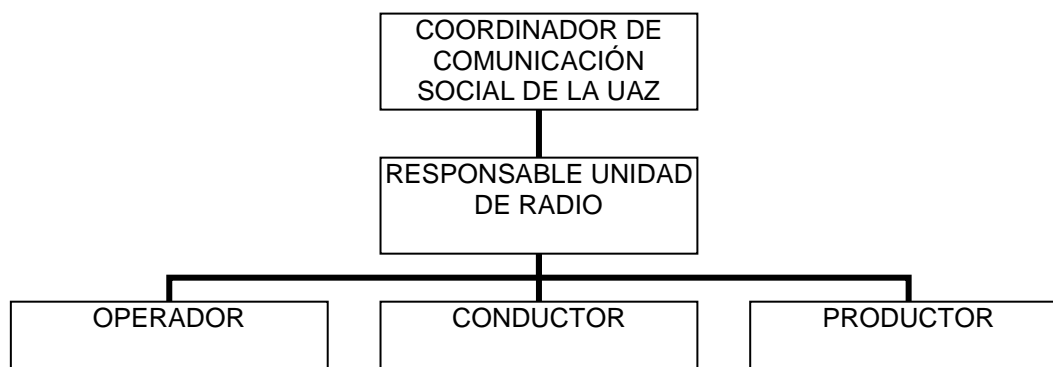 COORDINADOR DE
COMUNICACIÓN
SOCIAL DE LA UAZ
RESPONSABLE UNIDAD
DE RADIO
OPERADOR
CONDUCTOR
PRODUCTOR